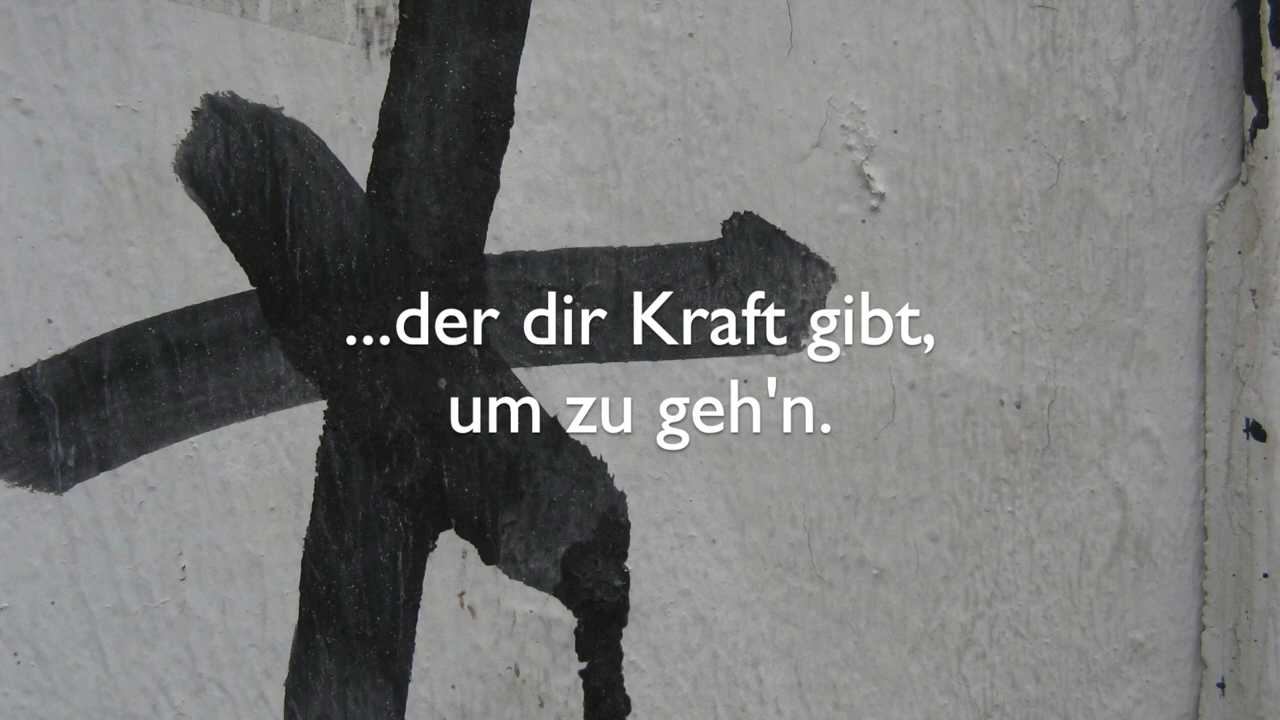 ...der dir Kraft gibt,
um zu geh'n.